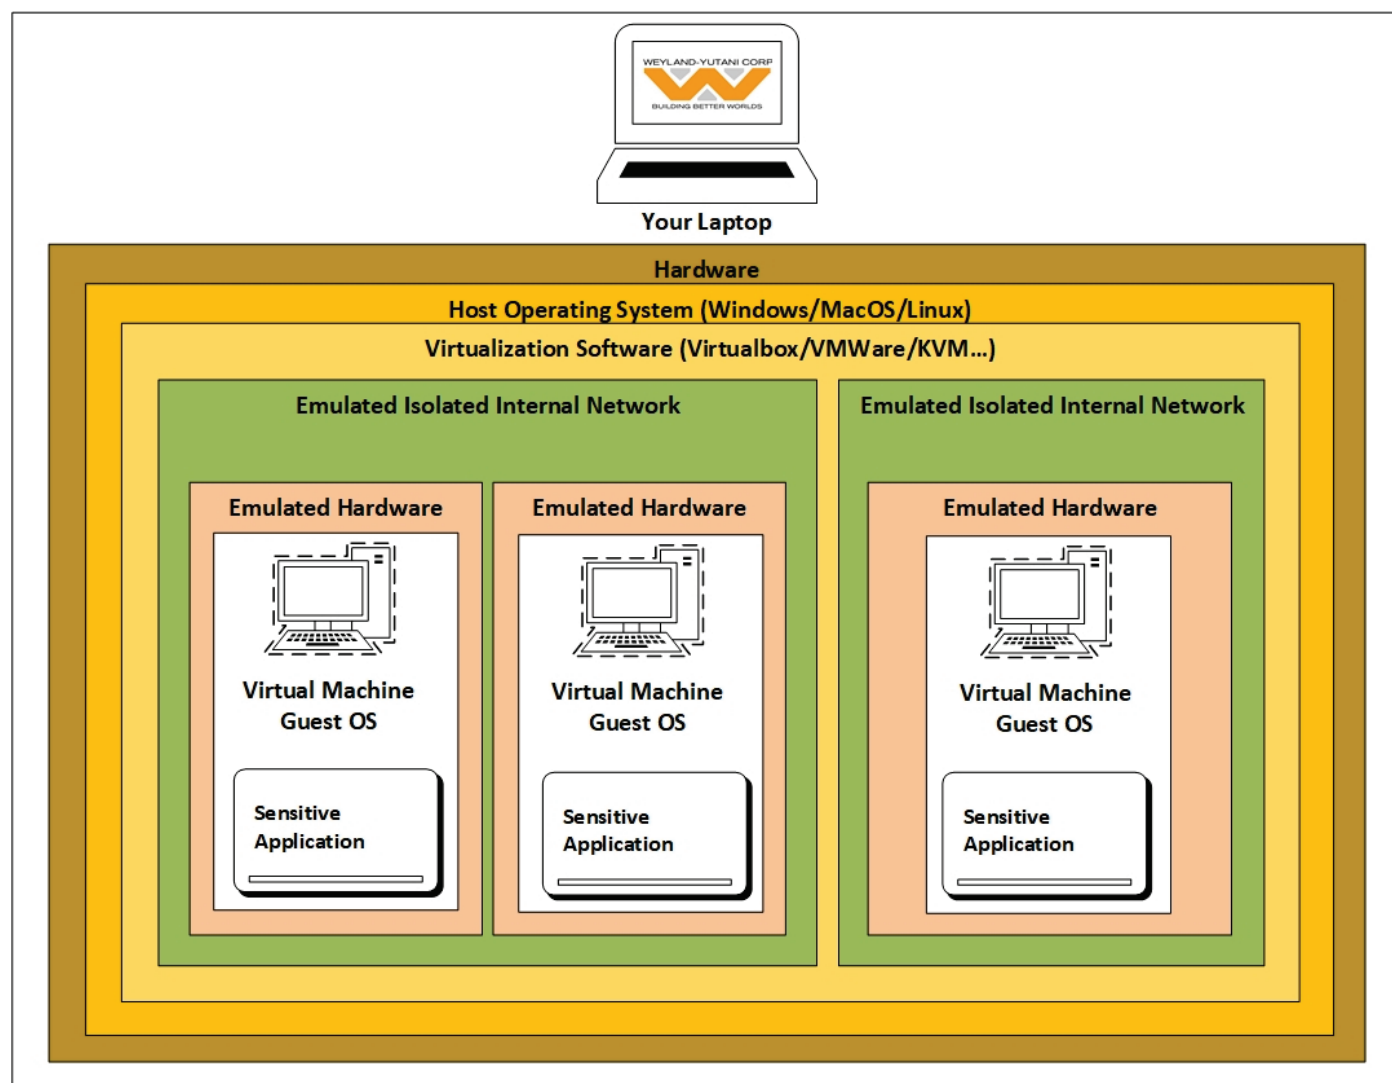 WEYLAND-YUTANI CORP
BUILDING BETTER WORLDS
Your Laptop
Hardware
Host Operating System (Windows/MacOS/Linux)
Virtualization Software (Virtualbox/VMWare/KVM...)
Emulated Isolated Internal Network
Emulated Hardware
Virtual Machine
Guest OS
Sensitive
Application
Emulated Hardware
Virtual Machine
Guest OS
Sensitive
Application
Emulated Isolated Internal Network
Emulated Hardware
Virtual Machine
Guest OS
Sensitive
Application